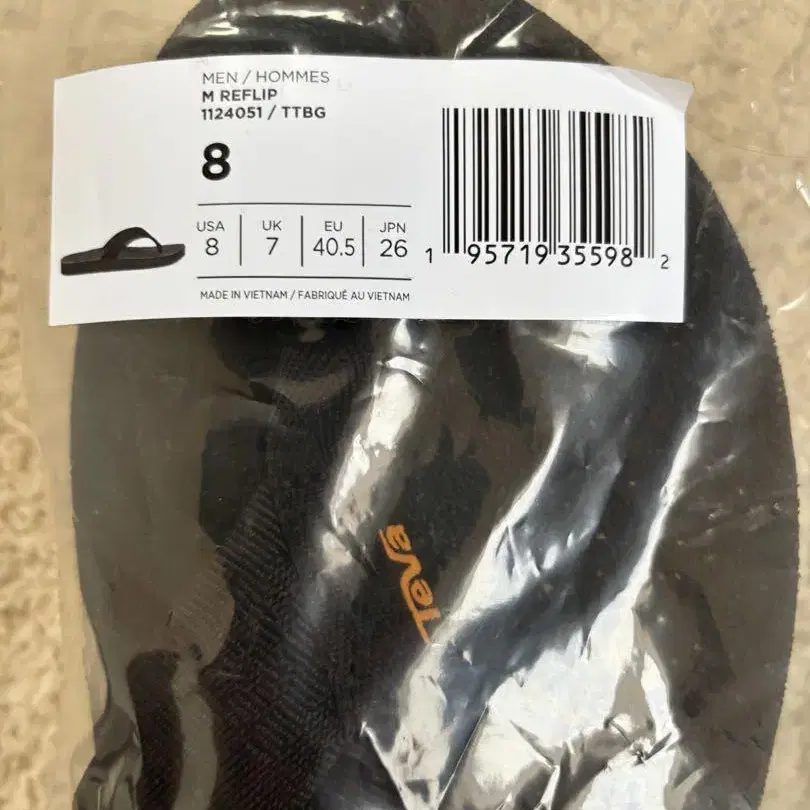 MEN / HOMMES
M REFLIP
1124051 / TTBG
8
USA UK EU JPN
8 7 40.5 26
MADE IN VIETNAM / FABRIQUÉ AU VIETNAM
1 95719 35598 2
Teva